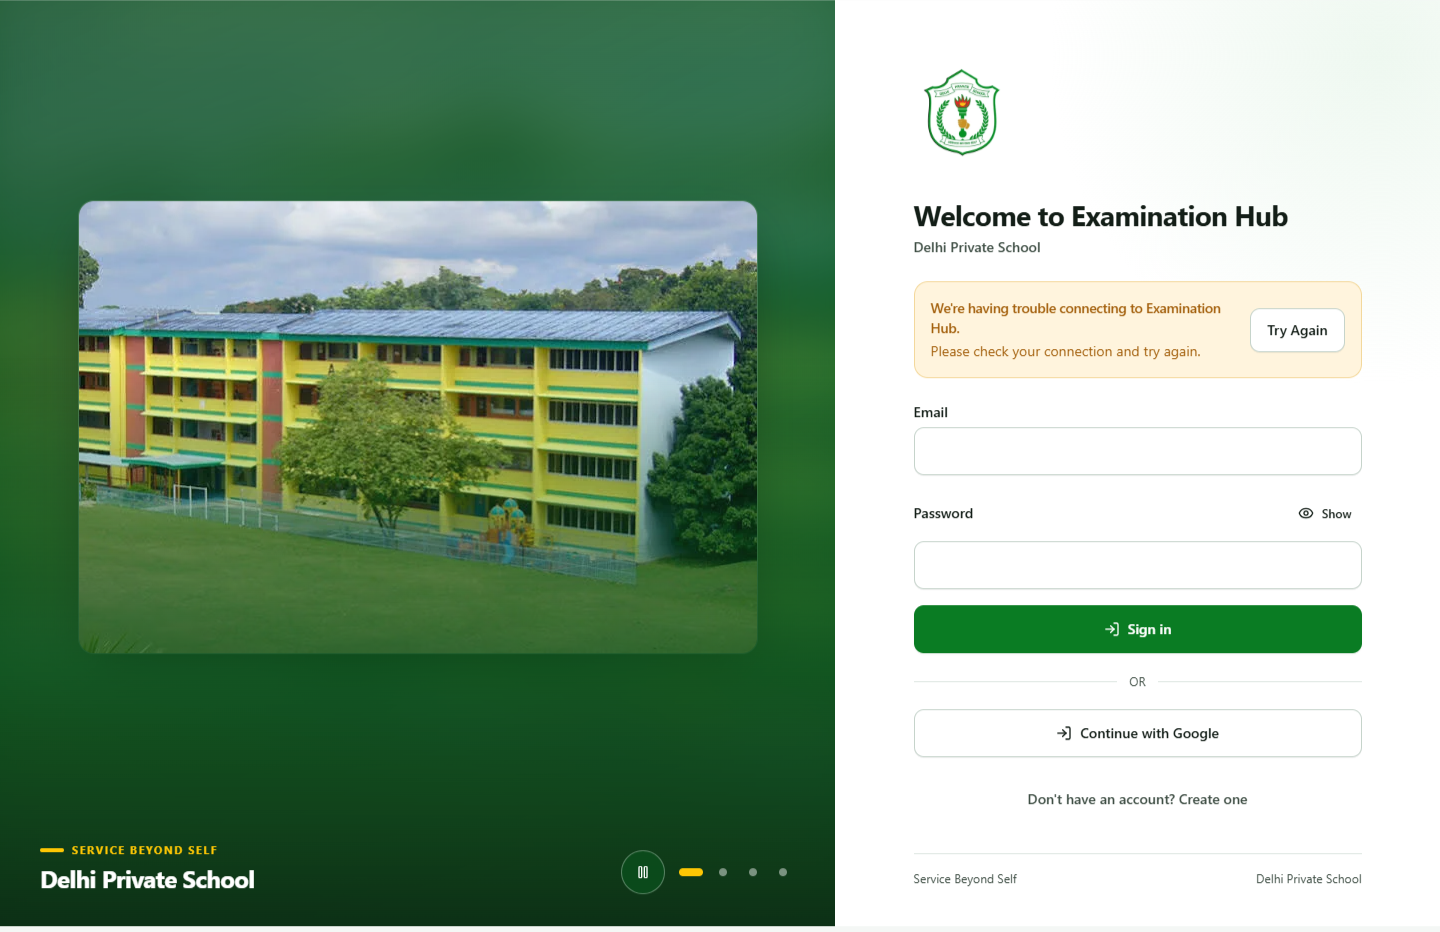 SERVICE BEYOND SELF
Delhi Private School
Welcome to Examination Hub
Delhi Private School
We're having trouble connecting to Examination
Hub.
Please check your connection and try again.
Try Again
Email
Password
Show
Sign in
OR
Continue with Google
Don't have an account? Create one
Service Beyond Self
Delhi Private School